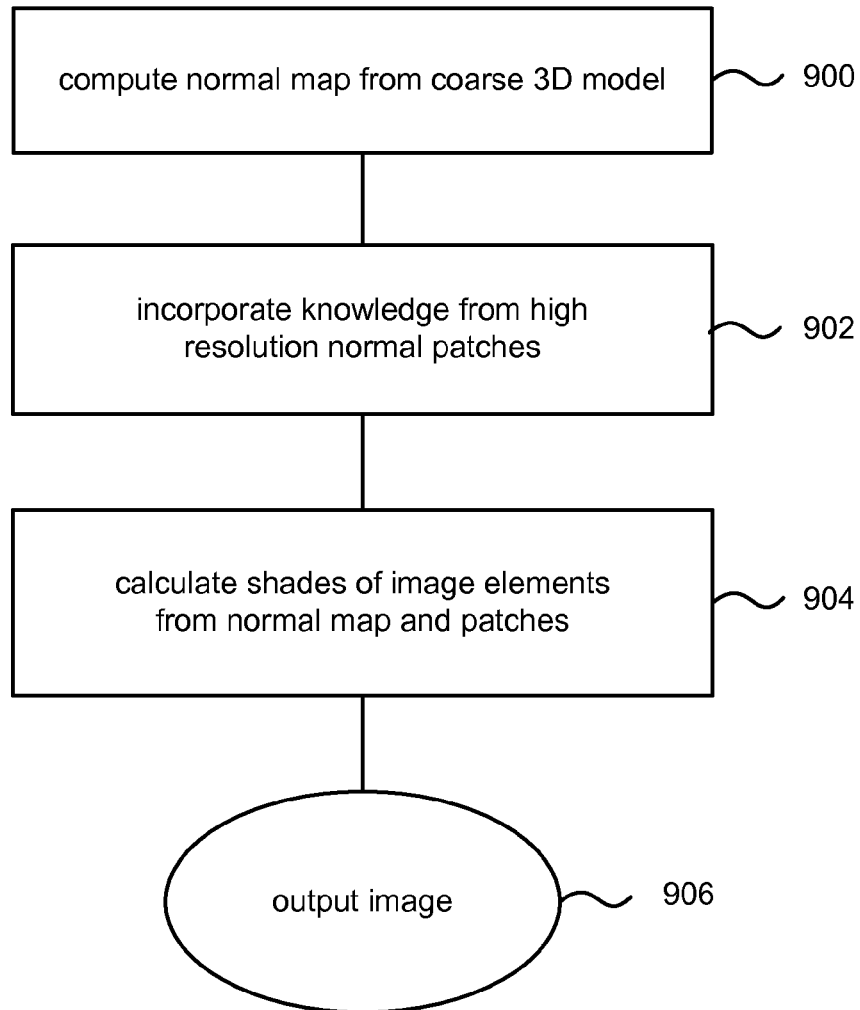 compute normal map from coarse 3D model
900
incorporate knowledge from high
resolution normal patches
902
calculate shades of image elements
from normal map and patches
904
output image
906